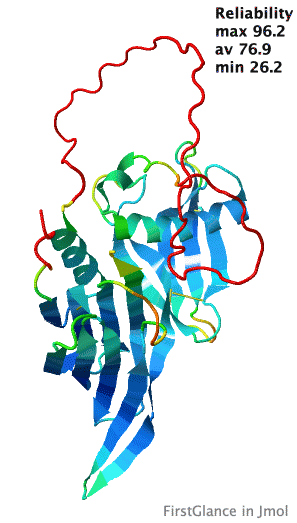 Reliability
max 96.2
av 76.9
min 26.2
FirstGlance in Jmol